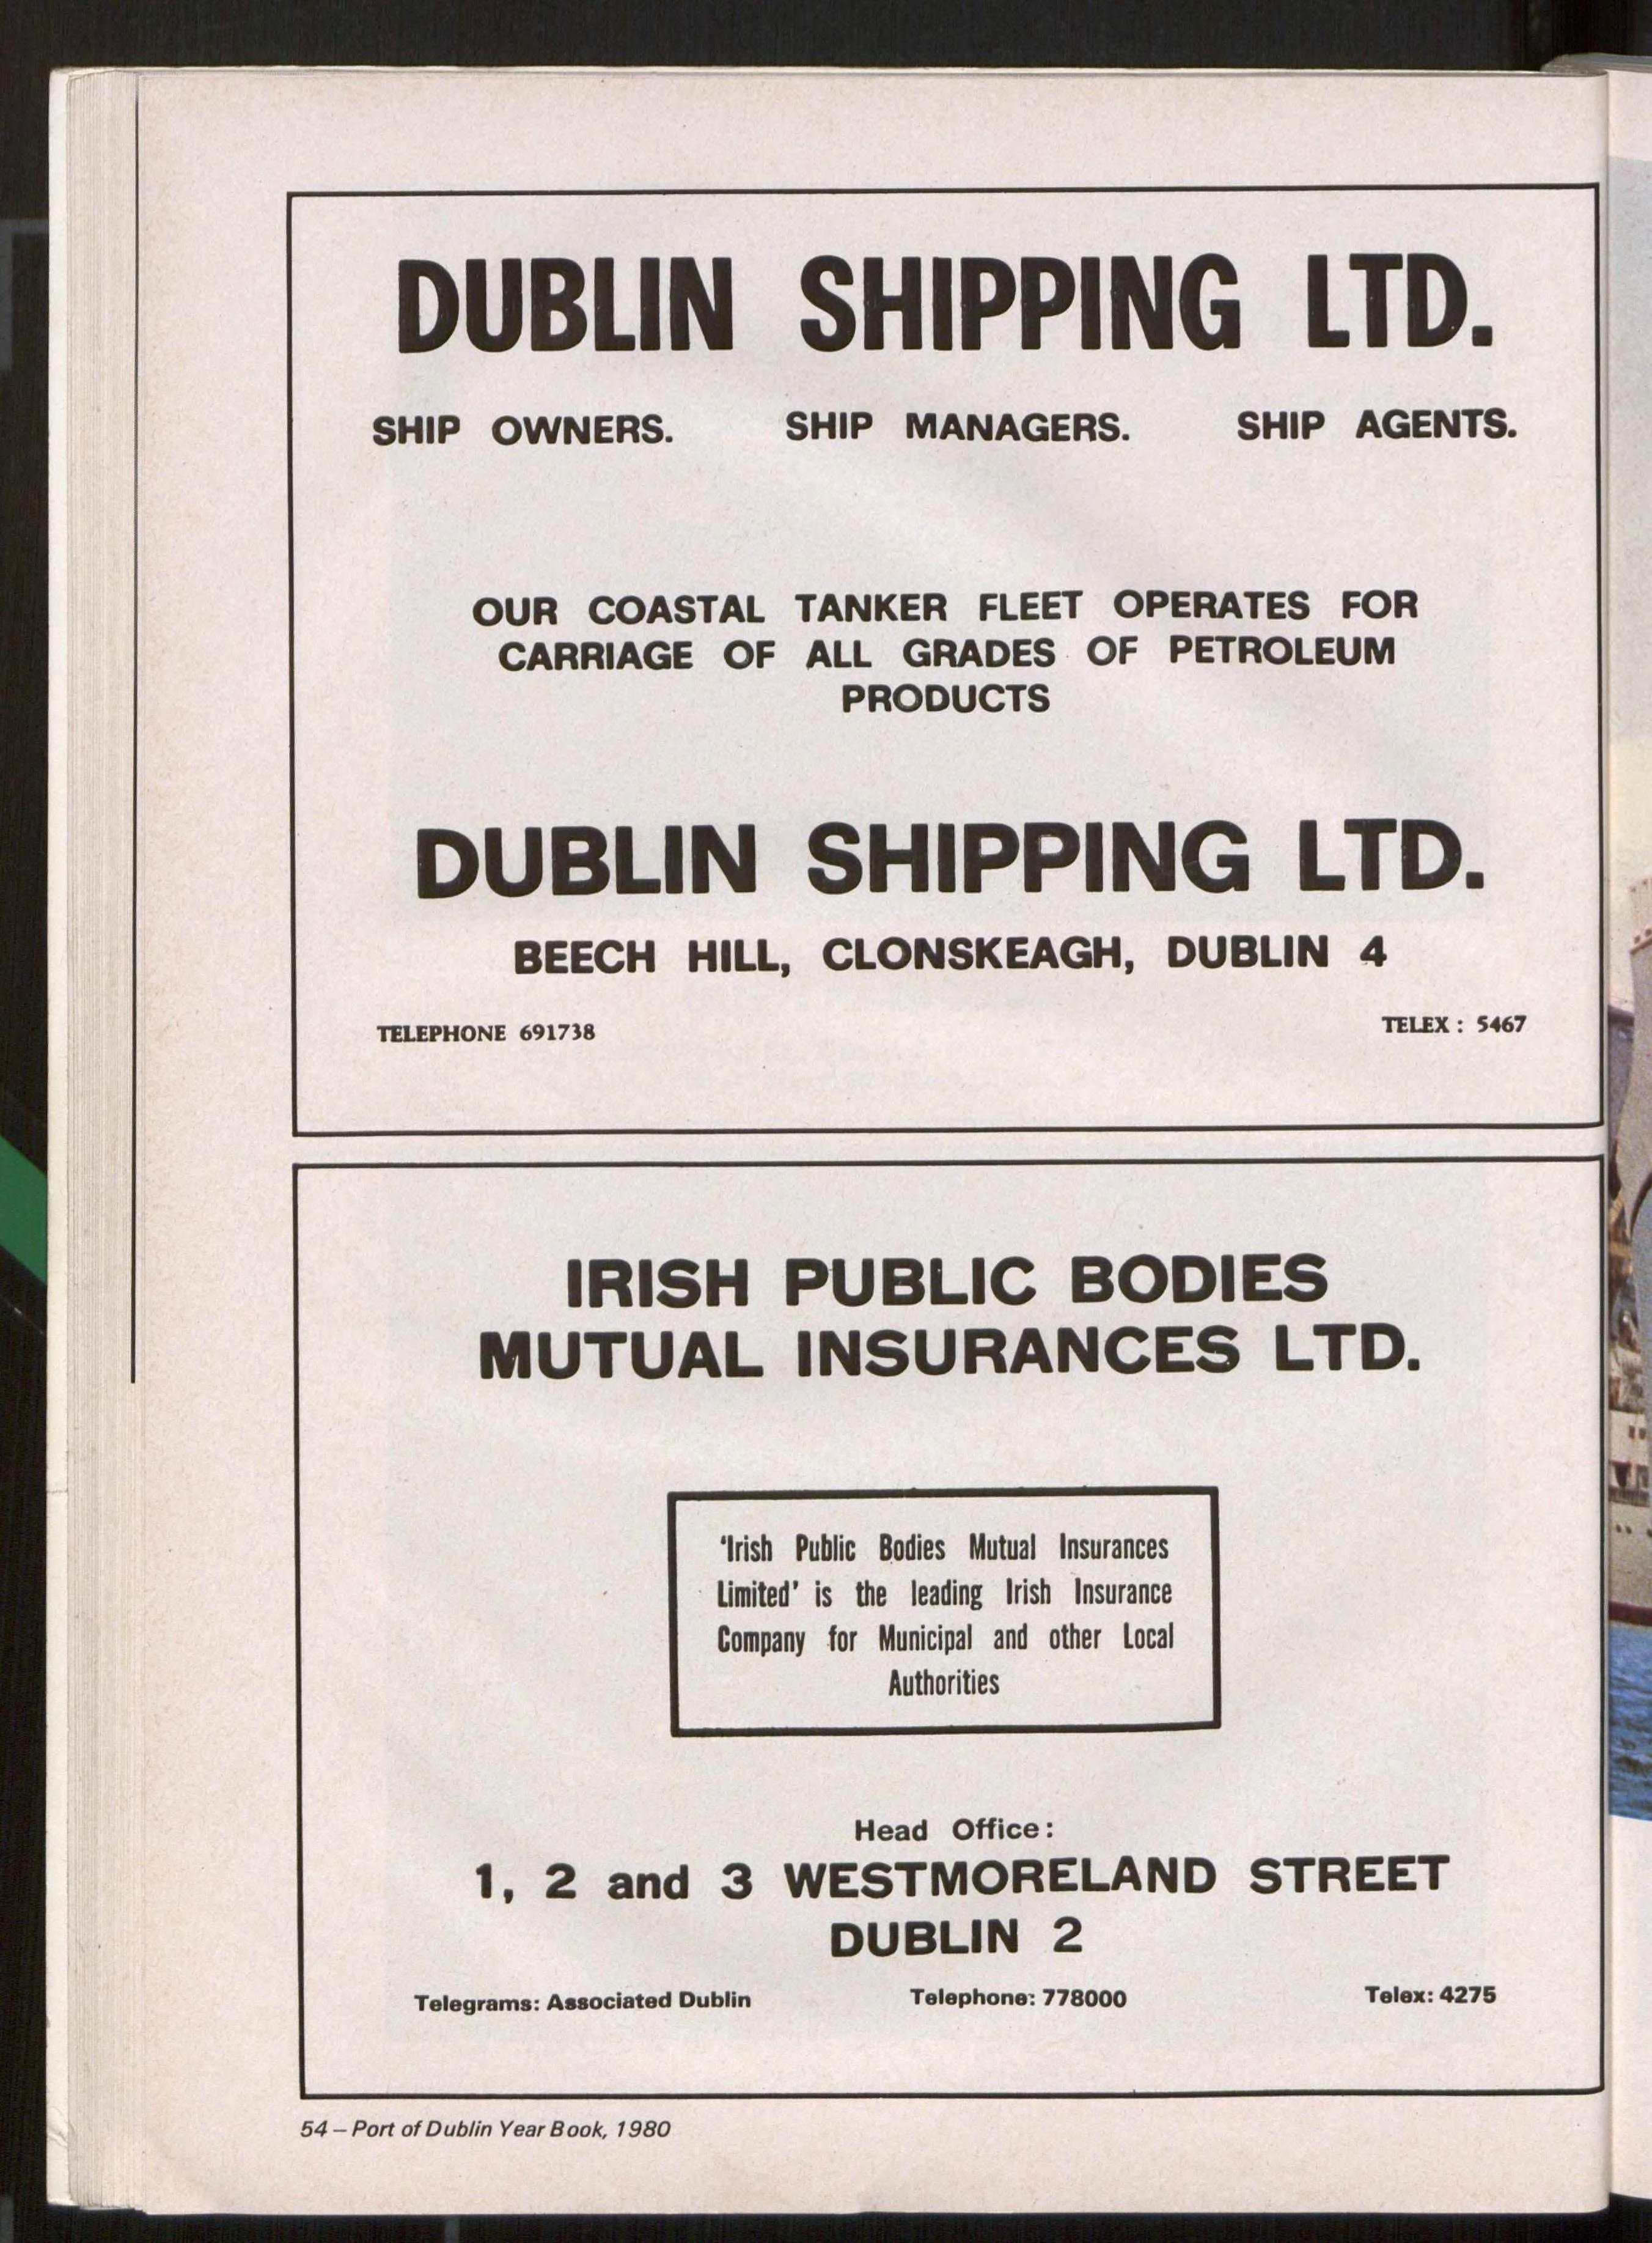 DUBLIN SHIPPING LTD.
SHIP OWNERS. SHIP MANAGERS. SHIP AGENTS.
OUR COASTAL TANKER FLEET OPERATES FOR
CARRIAGE OF ALL GRADES OF PETROLEUM
PRODUCTS
DUBLIN SHIPPING LTD.
BEECH HILL, CLONSKEAGH, DUBLIN 4
TELEPHONE 691738 TELEX : 5467
IRISH PUBLIC BODIES
MUTUAL INSURANCES LTD.
'Irish Public Bodies Mutual Insurances
Limited' is the leading Irish Insurance
Company for Municipal and other Local
Authorities
Head Office:
1, 2 and 3 WESTMORELAND STREET
DUBLIN 2
Telegrams: Associated Dublin Telephone: 778000 Telex: 4275
54 – Port of Dublin Year Book, 1980